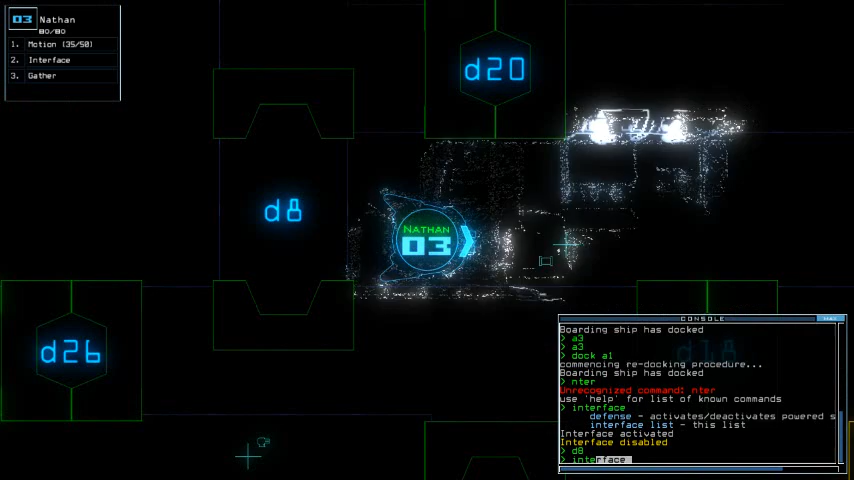 03 Nathan
80/80
1. Motion (35/50)
2. Interface
3. Gather
d20
d8
NATHAN
03
d26
CONSOLE
Boarding ship has docked
> a3
> a3
> dock a1
commencing re-docking procedure...
Boarding ship has docked
> nter
Unrecognized command: nter
use 'help' for list of known commands
> interface
defense - activates/deactivates powered s
interface list - this list
Interface activated
Interface disabled
> d8
> interface